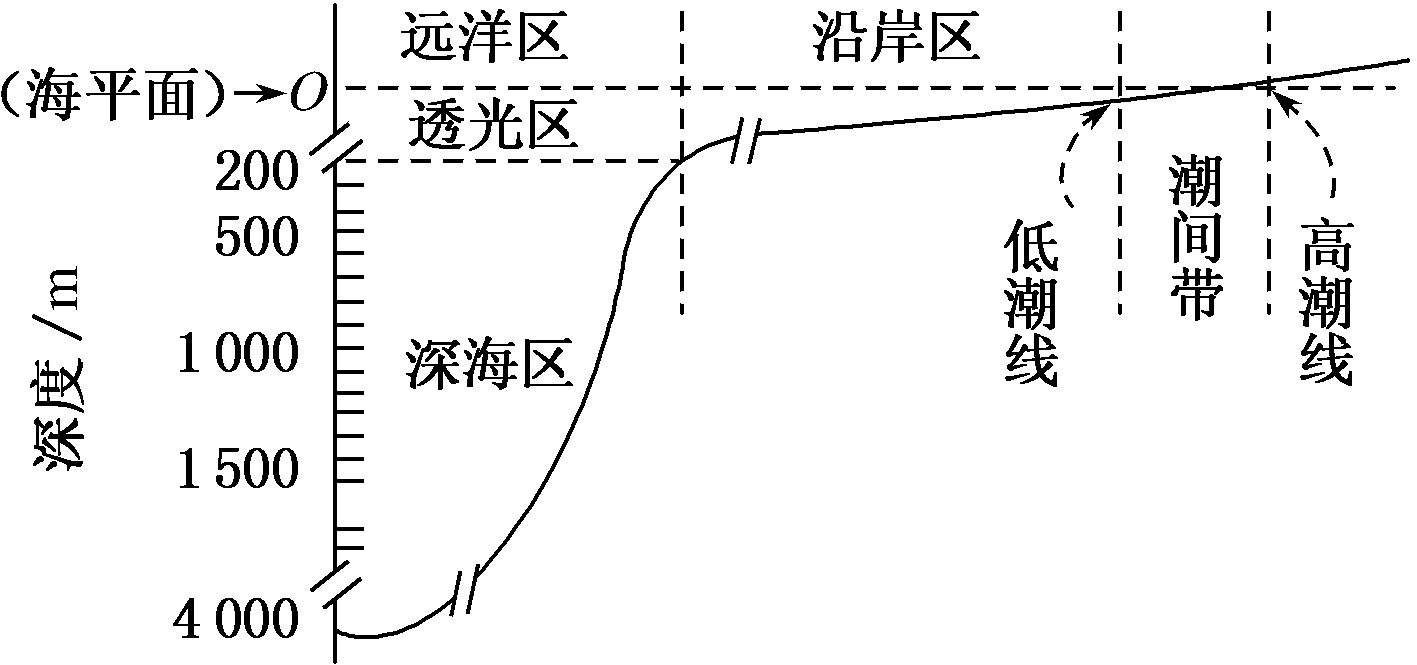 远洋区
沿岸区
(海平面)→O
透光区
200
500
1 000
1 500
4 000
深度/m
深海区
低潮线
潮间带
高潮线